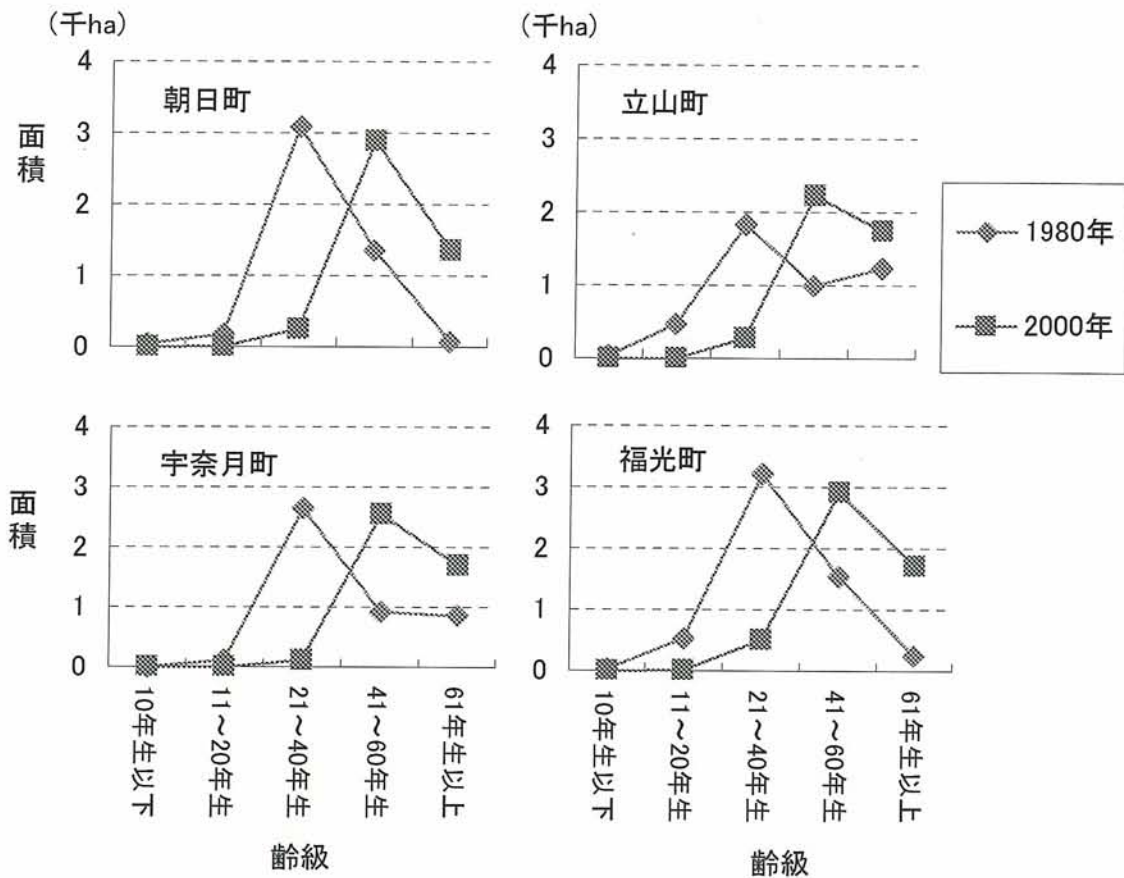 (千ha)
4
3
2
1
0
面積
朝日町
(千ha)
4
3
2
1
0
立山町
1980年
2000年
4
3
2
1
0
面積
宇奈月町
10年生以下
11～20年生
21～40年生
41～60年生
61年生以上
齢級
4
3
2
1
0
福光町
10年生以下
11～20年生
21～40年生
41～60年生
61年生以上
齢級